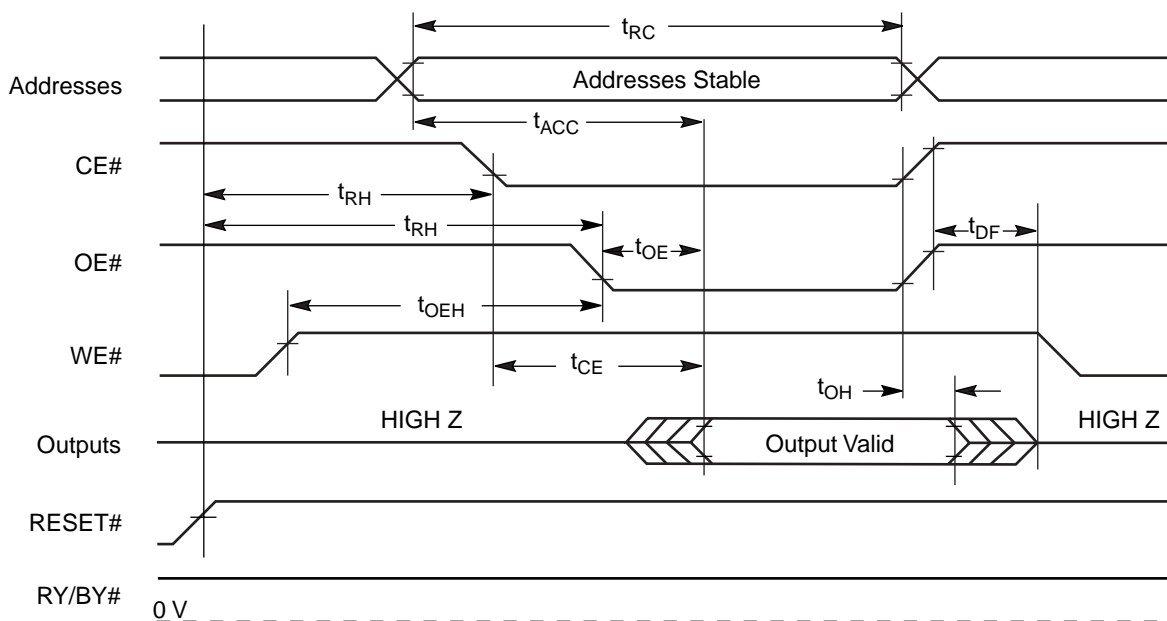 tRC
Addresses
Addresses Stable
tACC
CE#
tRH
tRH
OE#
tOE
tDF
tOEH
WE#
tCE
tOH
HIGH Z
HIGH Z
Outputs
Output Valid
RESET#
RY/BY#
0 V